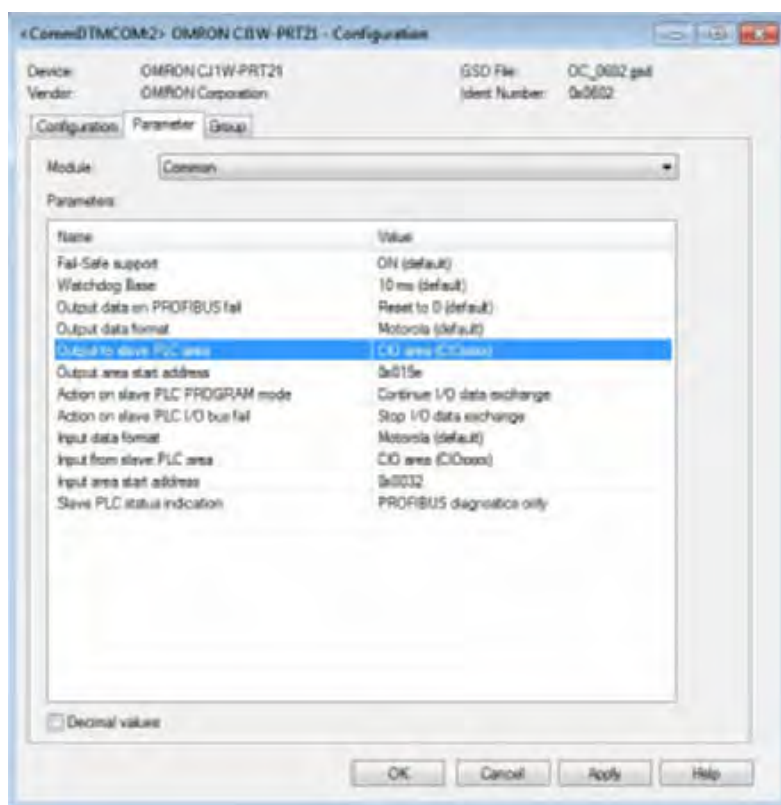 <CommDTMCOM:2> OMRON CJ1W-PRT21 - Configuration
Device: OMRON CJ1W-PRT21 GSD File: OC_0602.gsd
Vendor: OMRON Corporation Ident Number: 0x0602
Configuration Parameter Group
Module: Common
Parameters:
Name Value
Fail-Safe support ON (default)
Watchdog Base 10 ms (default)
Output data on PROFIBUS fail Reset to 0 (default)
Output data format Motorola (default)
Output to slave PLC area CIO area (CIOxxxx)
Output area start address 0x015e
Action on slave PLC PROGRAM mode Continue I/O data exchange
Action on slave PLC I/O bus fail Stop I/O data exchange
Input data format Motorola (default)
Input from slave PLC area CIO area (CIOxxxx)
Input area start address 0x0032
Slave PLC status indication PROFIBUS diagnostics only
Decimal values
OK Cancel Apply Help